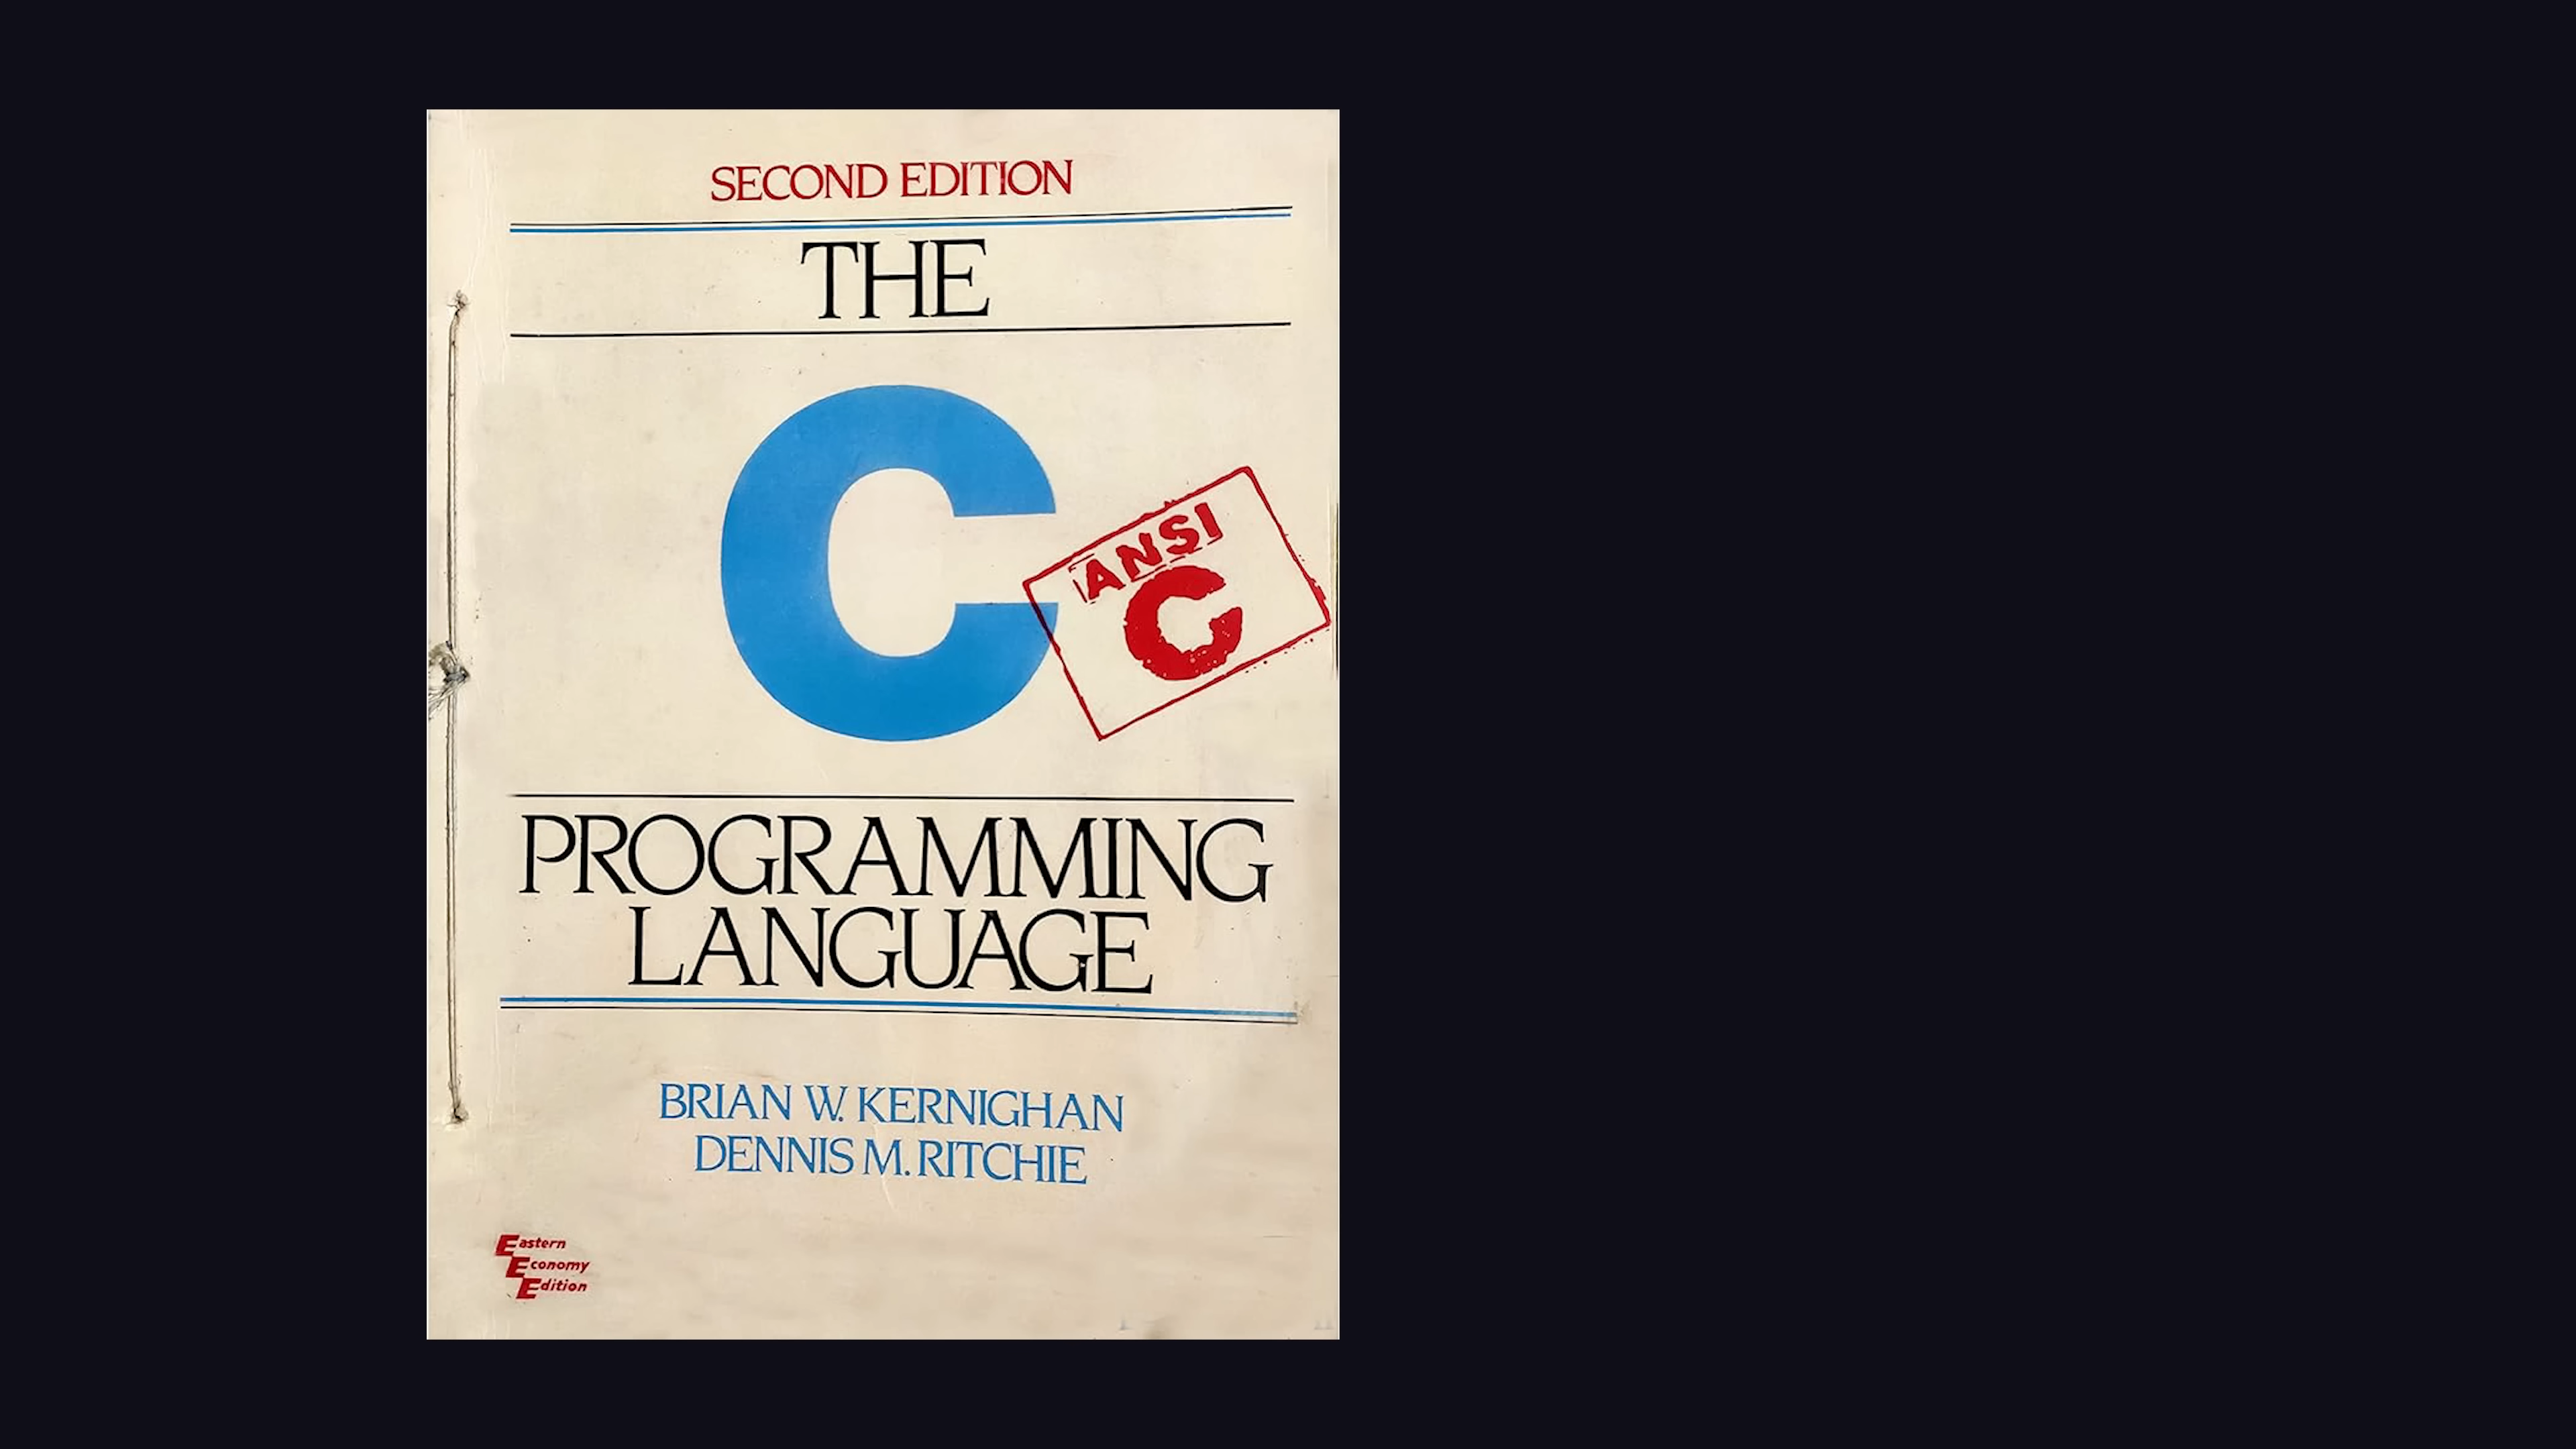 SECOND EDITION
THE
C
ANSI
C
PROGRAMMING
LANGUAGE
BRIAN W. KERNIGHAN
DENNIS M. RITCHIE
Eastern
Economy
Edition